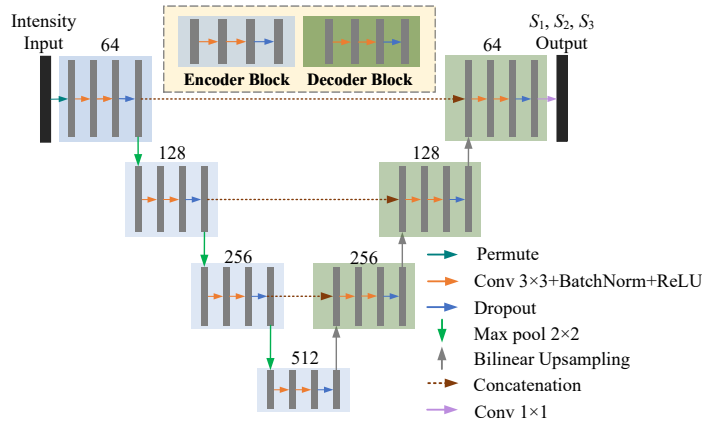 Intensity
Input
64
Encoder Block
Decoder Block
64
S₁, S₂, S₃
Output
128
128
256
256
512
Permute
Conv 3×3+BatchNorm+ReLU
Dropout
Max pool 2×2
Bilinear Upsampling
Concatenation
Conv 1×1